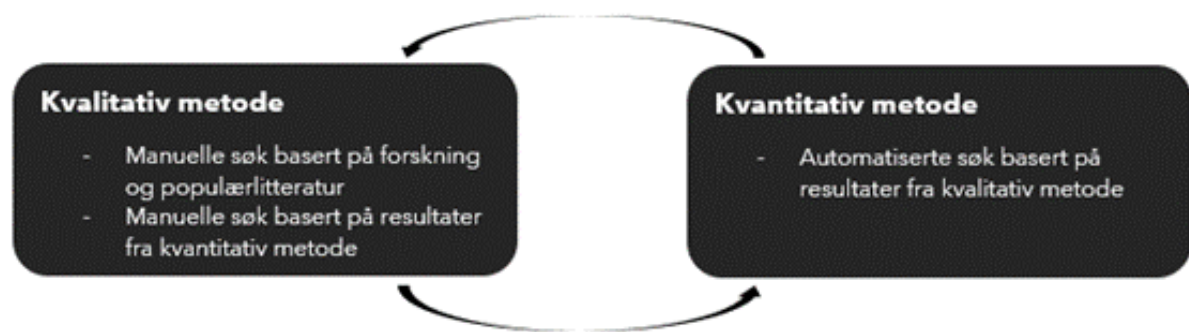 Kvalitativ metode
- Manuelle søk basert på forskning
og populærlitteratur
- Manuelle søk basert på resultater
fra kvantitativ metode
Kvantitativ metode
- Automatiserte søk basert på
resultater fra kvalitativ metode